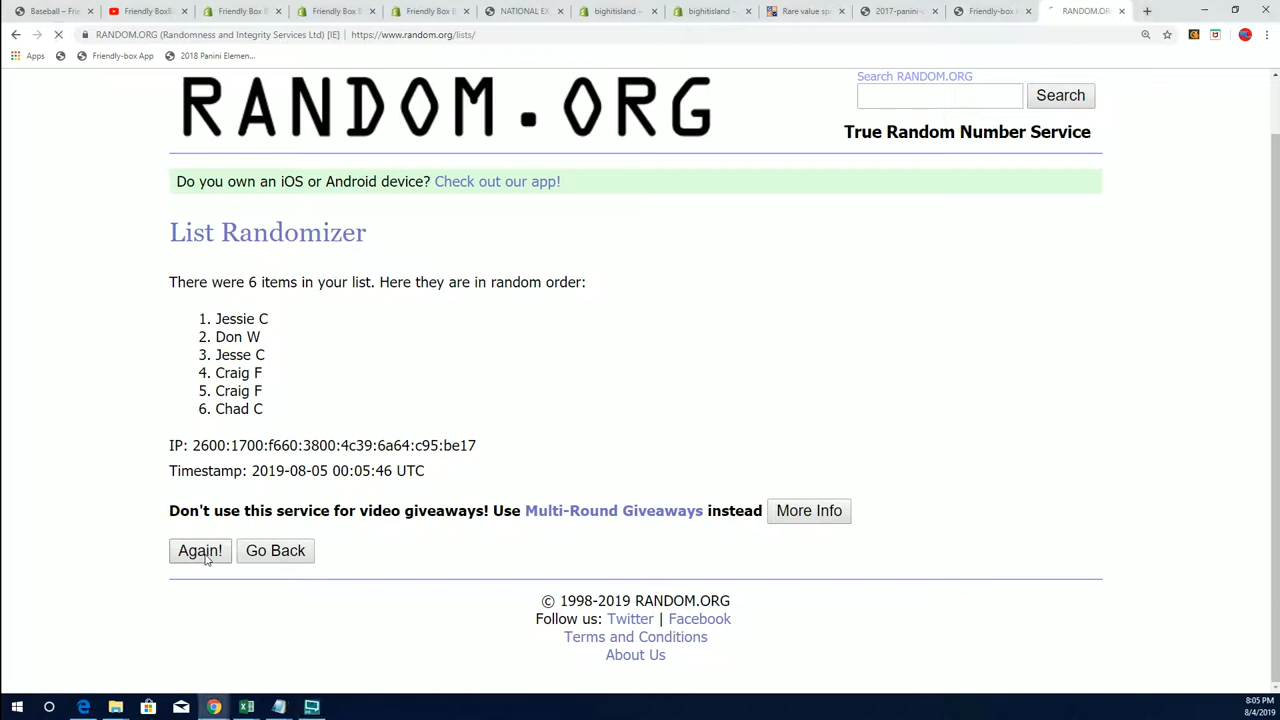 Baseball – Frie
Friendly BoxB
Friendly Box B
Friendly Box B
Friendly Box B
NATIONAL EX
bighitisland –
bighitisland –
Rare value sp
2017-panini-c
Friendly-box A
RANDOM.OR
RANDOM.ORG (Randomness and Integrity Services Ltd) [IE] | https://www.random.org/lists/
Apps
Friendly-box App
2018 Panini Elemen...
RANDOM.ORG
Search RANDOM.ORG
Search
True Random Number Service
Do you own an iOS or Android device? Check out our app!
List Randomizer
There were 6 items in your list. Here they are in random order:
1. Jessie C
2. Don W
3. Jesse C
4. Craig F
5. Craig F
6. Chad C
IP: 2600:1700:f660:3800:4c39:6a64:c95:be17
Timestamp: 2019-08-05 00:05:46 UTC
Don't use this service for video giveaways! Use Multi-Round Giveaways instead More Info
Again! Go Back
© 1998-2019 RANDOM.ORG
Follow us: Twitter | Facebook
Terms and Conditions
About Us
8:05 PM
8/4/2019